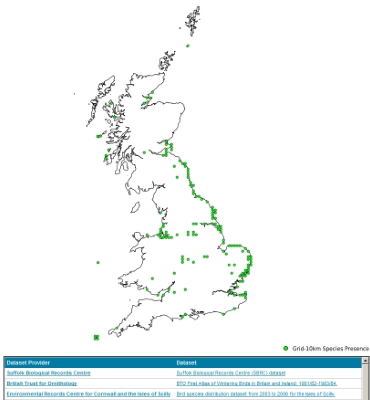 Grid-10km Species Presence
Dataset Provider Dataset
Suffolk Biological Records Centre Suffolk Biological Records Centre (SBRC) dataset
British Trust for Ornithology BTO First Atlas of Wintering Birds in Britain and Ireland: 1981/82-1983/84.
Environmental Records Centre for Cornwall and the Isles of Scilly Bird species distribution dataset from 2003 to 2006 for the Isles of Scilly.